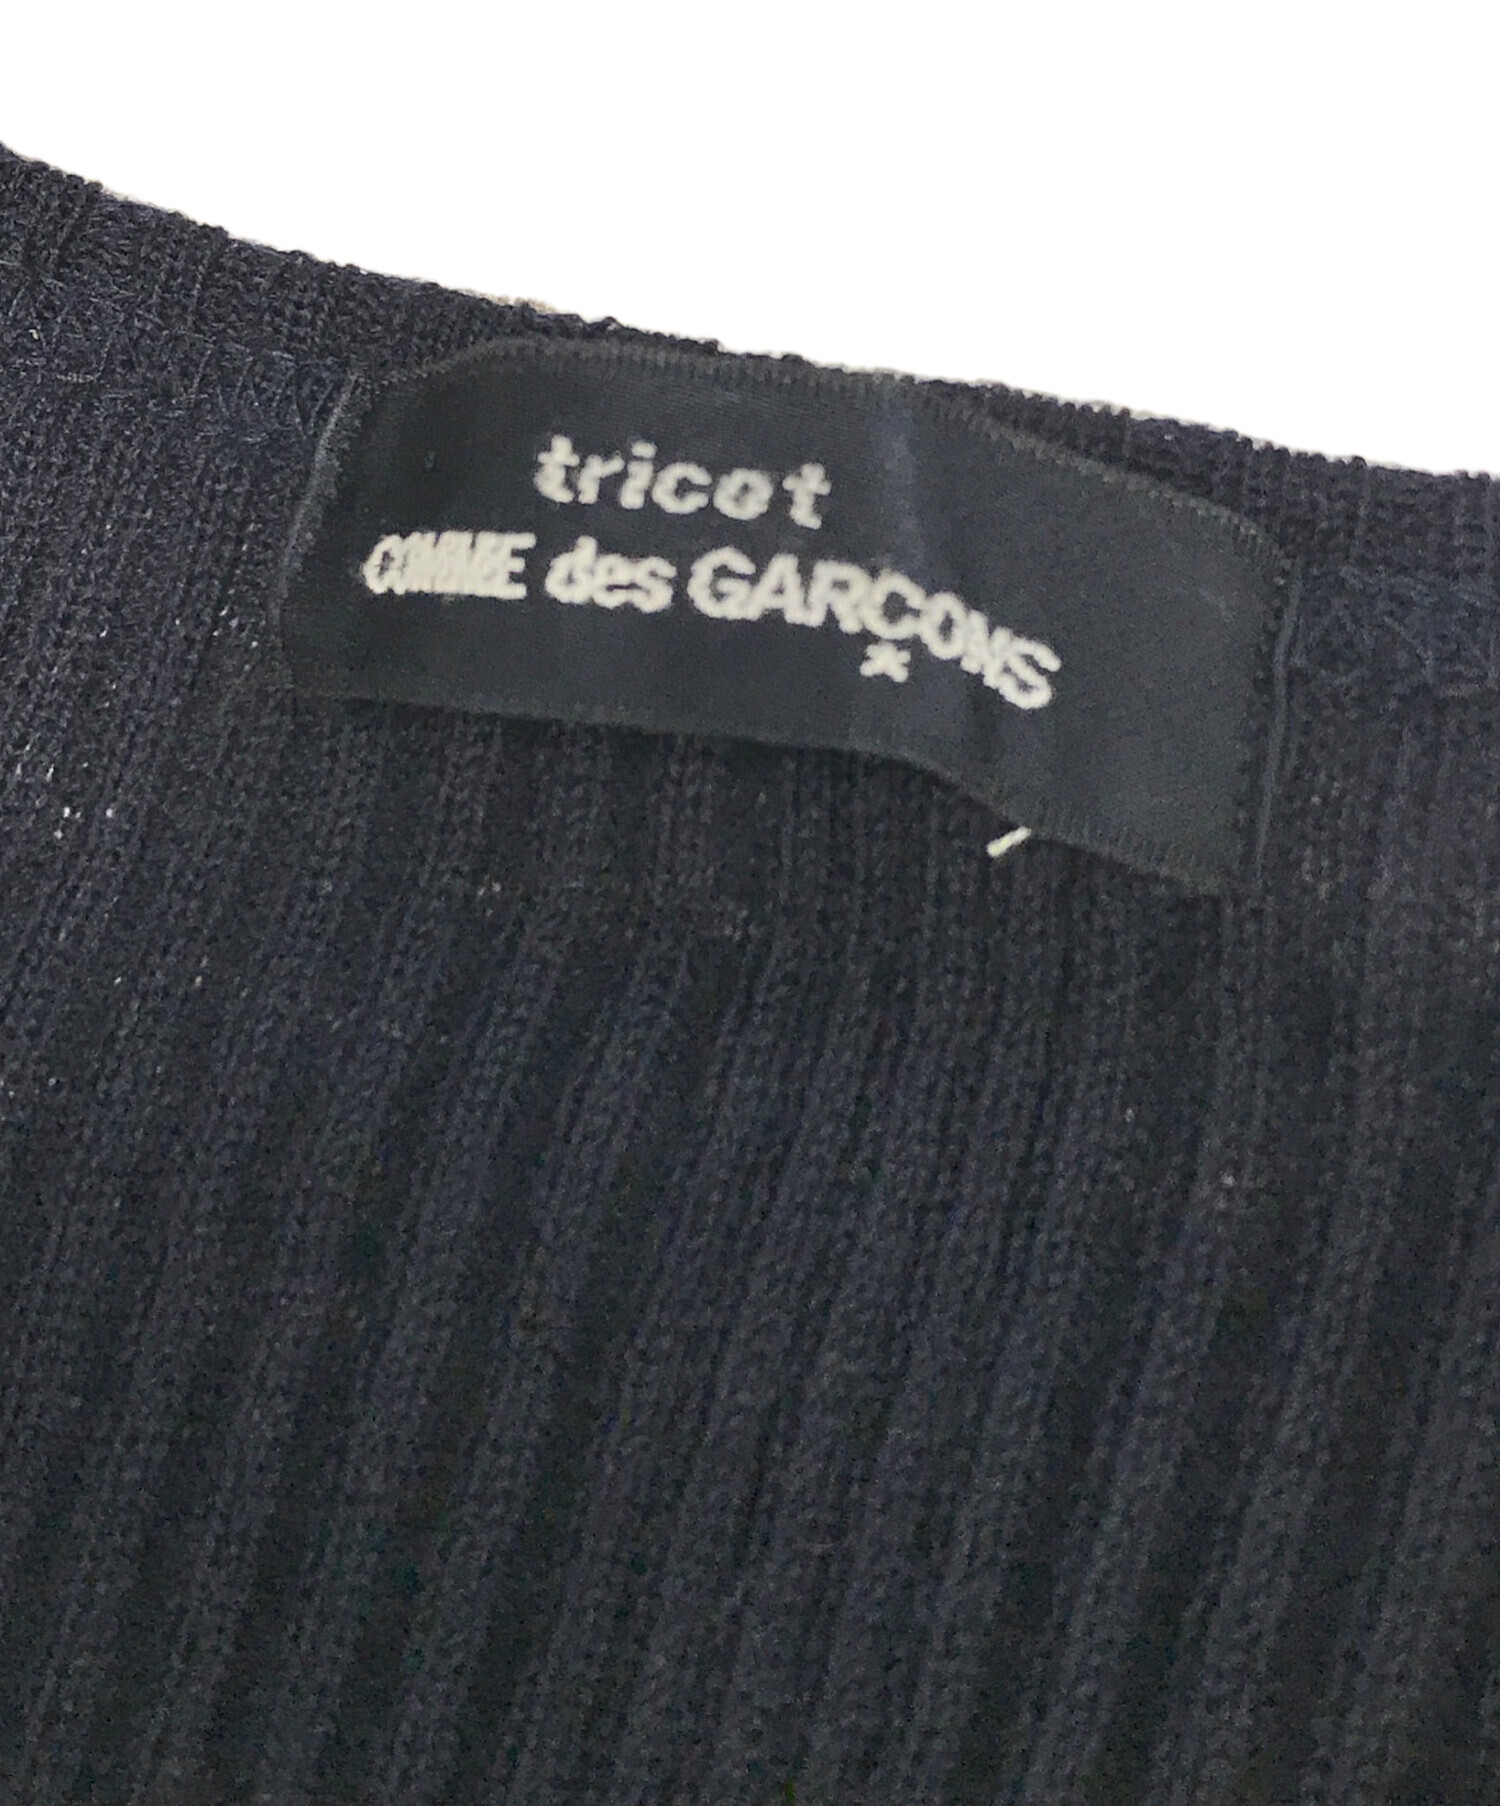 tricot
COMME des GARÇONS
*